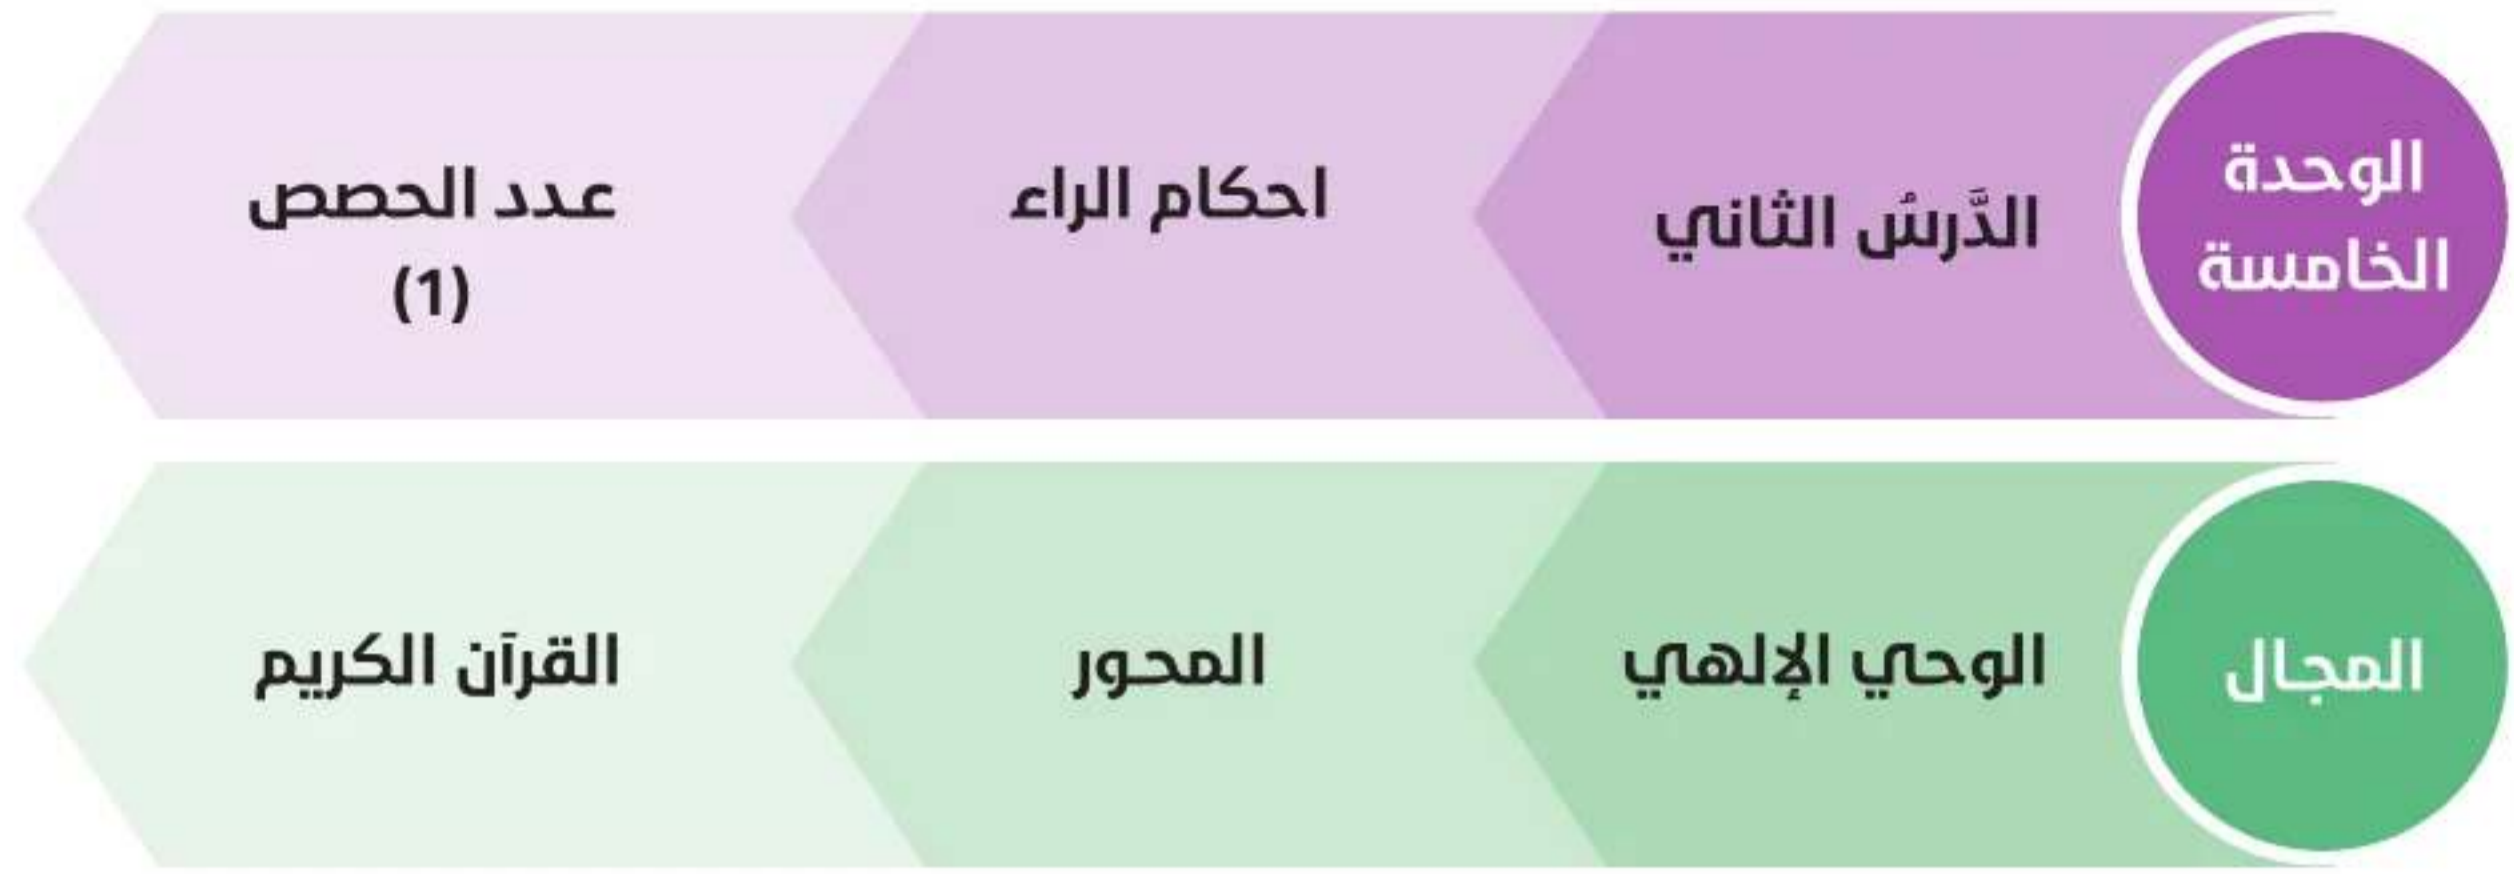 الوحدة
الخامسة
الدَّرسُ الثاني
احكام الراء
عدد الحصص
(1)
المجال
الوحي الإلهي
المحور
القرآن الكريم